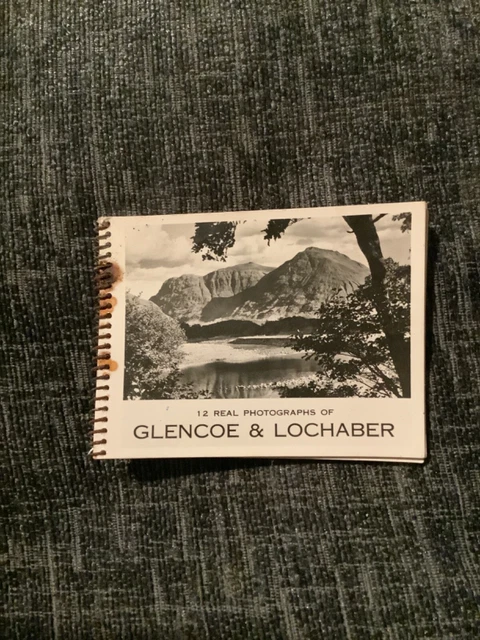 12 REAL PHOTOGRAPHS OF
GLENCOE & LOCHABER